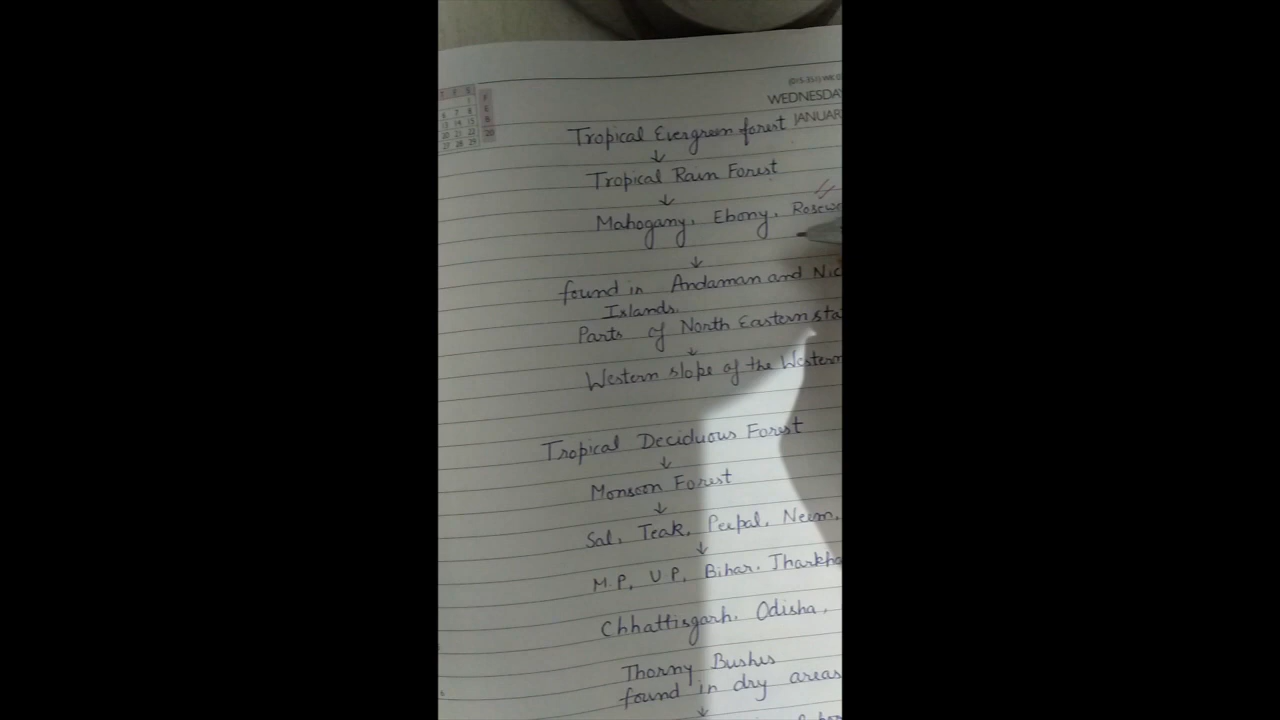 WEDNESDA
JANUAR
Tropical Evergreen forest
↓
Tropical Rain Forest
↓
Mahogany, Ebony, Rosew
↓
found in Andaman and Nic
Islands.
Parts of North Eastern sta
↓
Western slope of the Western
Tropical Deciduous Forest
↓
Monsoon Forest
↓
Sal, Teak, Peepal, Neem,
↓
M.P, U P, Bihar, Jharkha
Chhattisgarh, Odisha,
Thorny Bushes
found in dry areas
↓